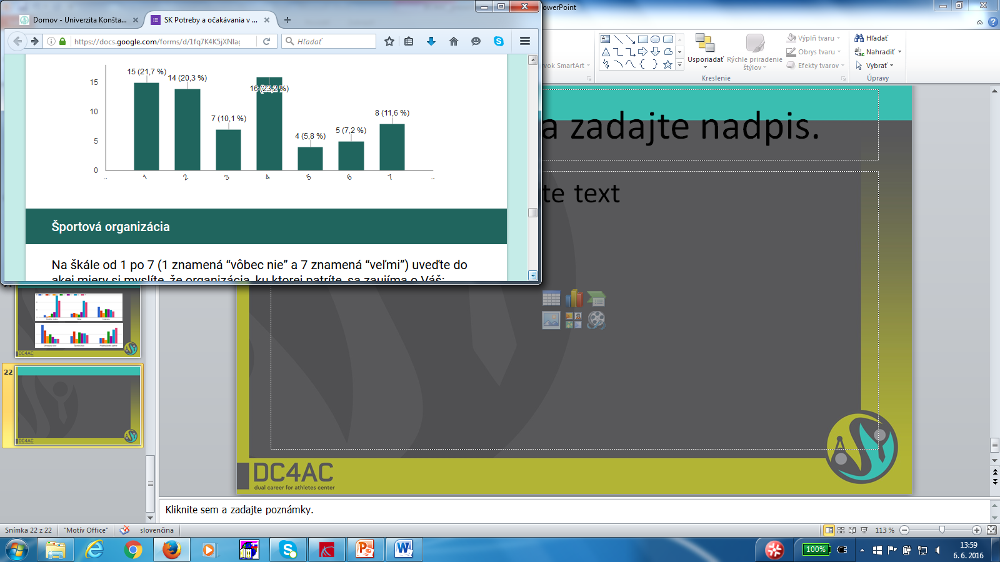 owerPoint
Domov - Univerzita Konšta...
SK Potreby a očakávania v ...
https://docs.google.com/forms/d/1fq7K4K5jXNlag
Hľadať
15 (21,7 %)
14 (20,3 %)
7 (10,1 %)
16 (23,2 %)
4 (5,8 %)
5 (7,2 %)
8 (11,6 %)
15
10
5
0
.. 1 2 3 4 5 6 7 ..
Športová organizácia
Na škále od 1 po 7 (1 znamená “vôbec nie” a 7 znamená “veľmi”) uveďte do
akej miery si myslíte, že organizácia, ku ktorej patríte, sa zaujíma o Váš:
rvok SmartArt
Usporiadať
Rýchle priradenie
štýlov
Výplň tvaru
Obrys tvaru
Efekty tvarov
Kreslenie
Hľadať
Nahradiť
Vybrať
Úpravy
a zadajte nadpis.
te text
DC4AC
22
DC4AC
DC4AC
dual career for athletes center
Kliknite sem a zadajte poznámky.
Snímka 22 z 22
"Motív Office"
slovenčina
113 %
100%
13:59
6. 6. 2016